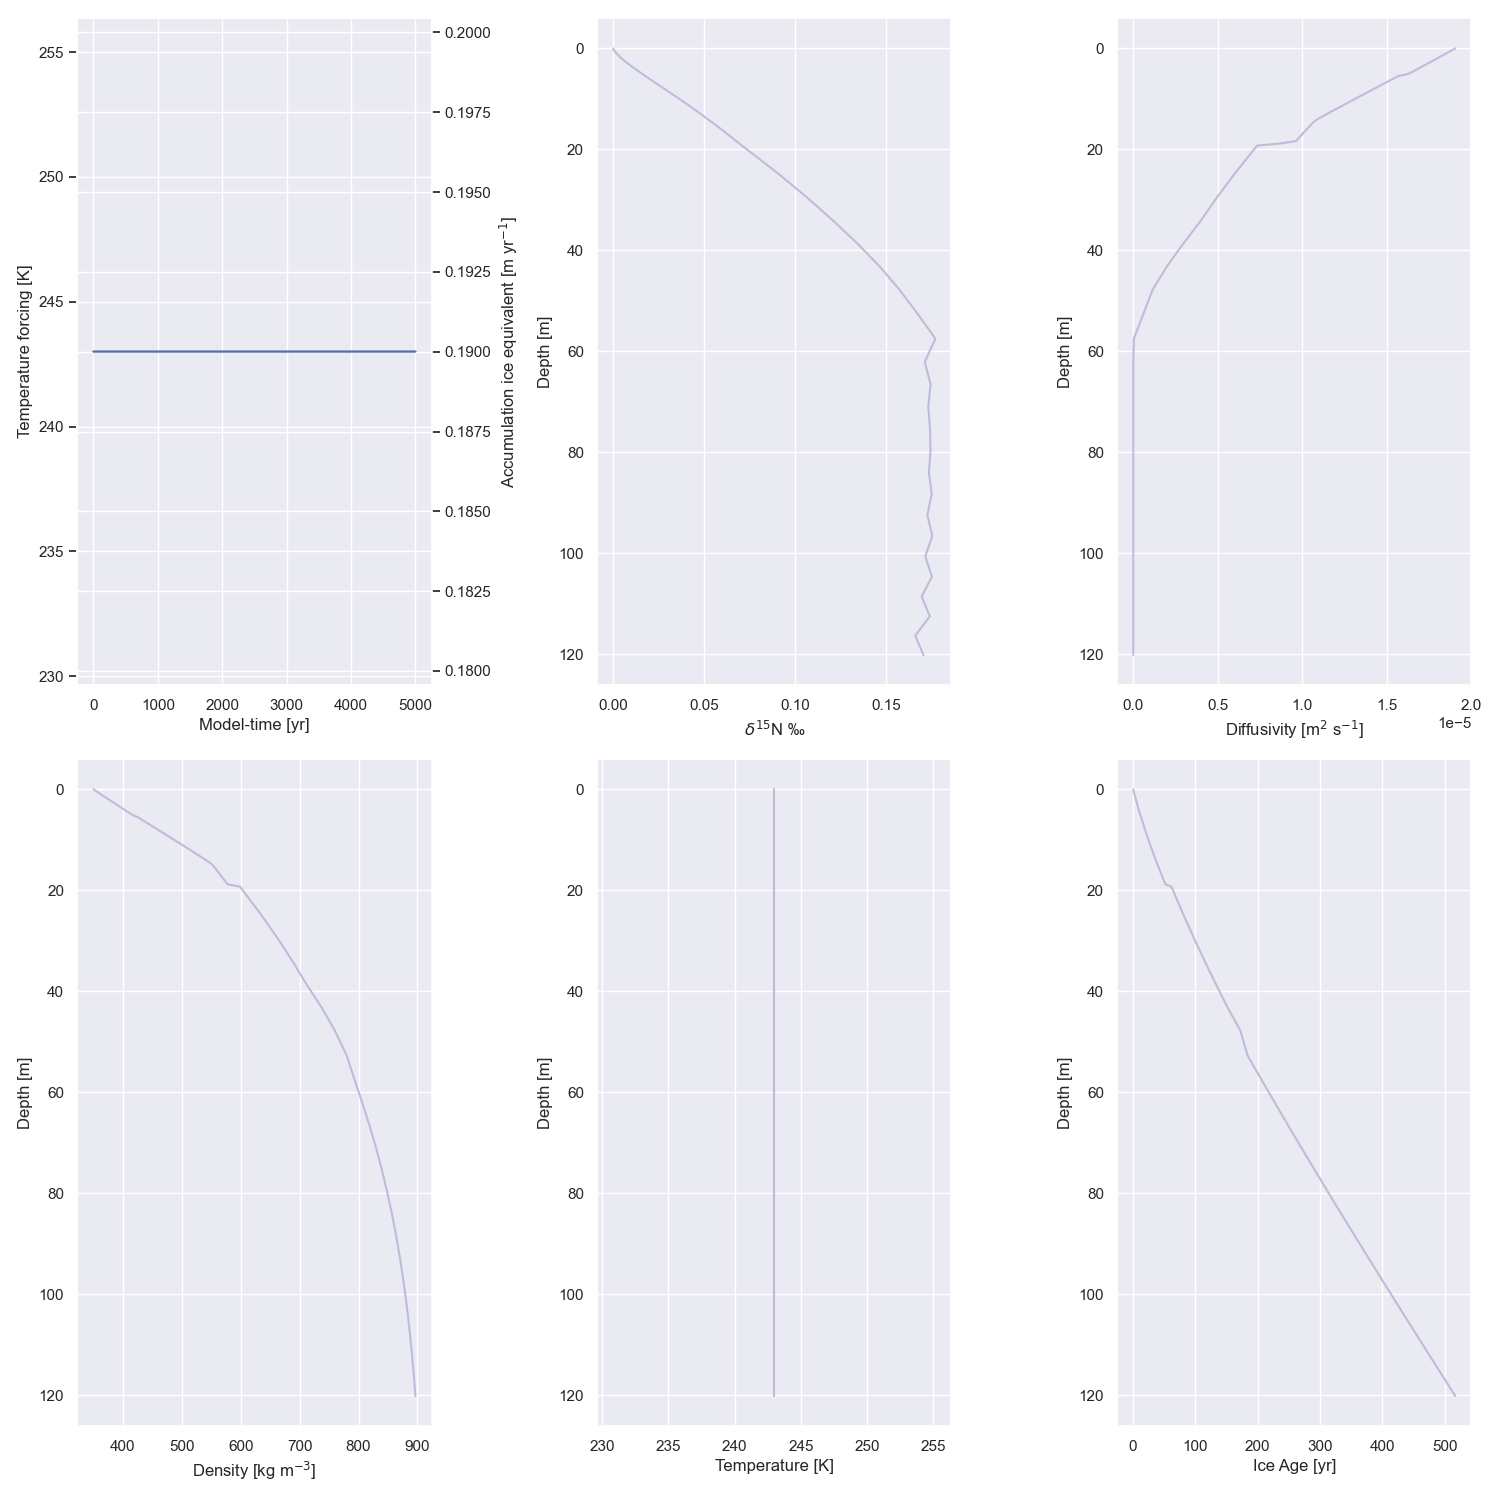 Temperature forcing [K]
255
250
245
240
235
230
0 1000 2000 3000 4000 5000
Model-time [yr]
0.2000
0.1975
0.1950
0.1925
0.1900
0.1875
0.1850
0.1825
0.1800
Accumulation ice equivalent [m yr⁻¹]
Depth [m]
0
20
40
60
80
100
120
0.00 0.05 0.10 0.15
δ¹⁵N ‰
Depth [m]
0
20
40
60
80
100
120
0.0 0.5 1.0 1.5 2.0
1e−5
Diffusivity [m² s⁻¹]
Depth [m]
0
20
40
60
80
100
120
400 500 600 700 800 900
Density [kg m⁻³]
Depth [m]
0
20
40
60
80
100
120
230 235 240 245 250 255
Temperature [K]
Depth [m]
0
20
40
60
80
100
120
0 100 200 300 400 500
Ice Age [yr]